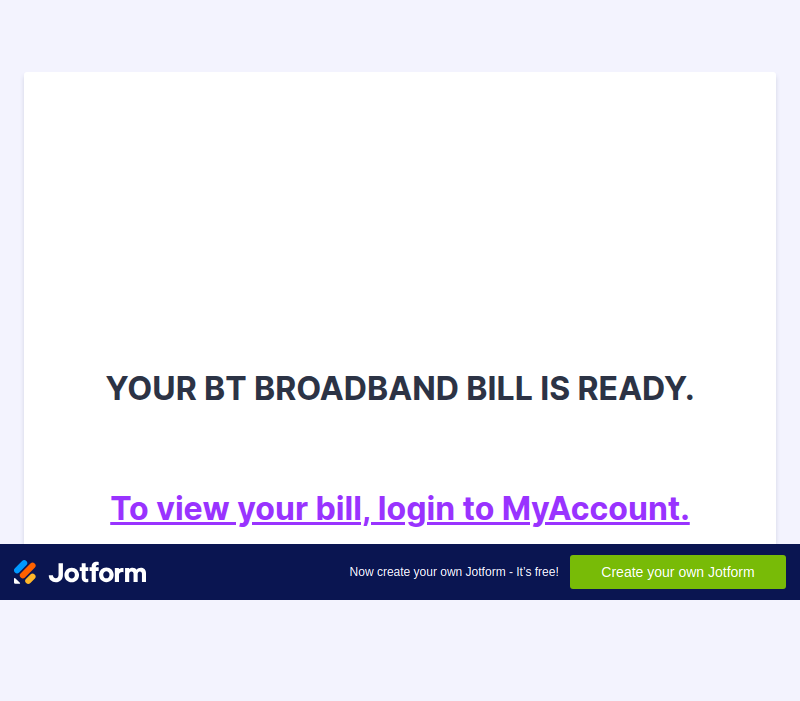 YOUR BT BROADBAND BILL IS READY.
To view your bill, login to MyAccount.
Jotform
Now create your own Jotform - It's free!
Create your own Jotform